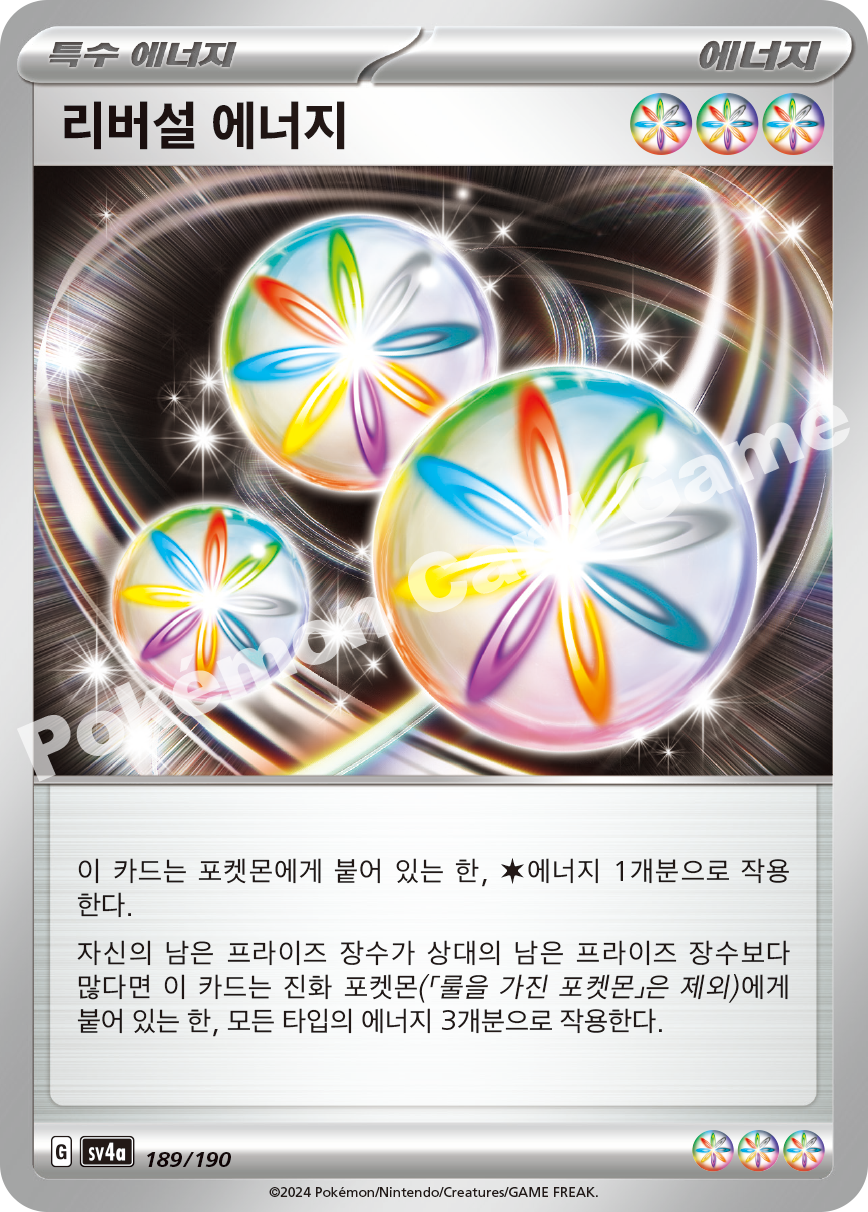 특수 에너지 에너지
리버설 에너지
Pokémon Card Game
이 카드는 포켓몬에게 붙어 있는 한, ★에너지 1개분으로 작용
한다.
자신의 남은 프라이즈 장수가 상대의 남은 프라이즈 장수보다
많다면 이 카드는 진화 포켓몬(「룰을 가진 포켓몬」은 제외)에게
붙어 있는 한, 모든 타입의 에너지 3개분으로 작용한다.
G sv4a 189/190
©2024 Pokémon/Nintendo/Creatures/GAME FREAK.